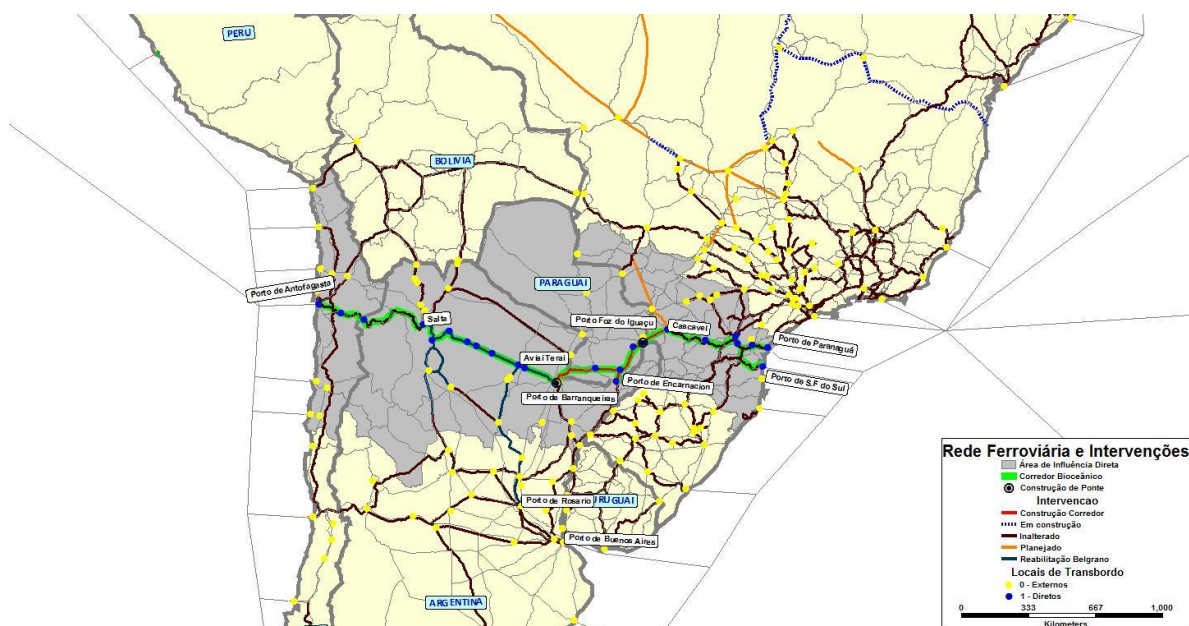 PERU
BOLIVIA
PARAGUAI
Porto de Antofagasta
Salta
Porto Foz do Iguaçu
Cascavel
Porto de Paranaguá
Aviaí Terai
Porto de Encarnacion
Porto de S.F do Sul
Porto de Barranqueiras
Porto de Rosario
URUGUAI
Porto de Buenos Aires
ARGENTINA
Rede Ferroviária e Intervenções
Área de Influência Direta
Corredor Bioceânico
Construção de Ponte
Intervencao
Construção Corredor
Em construção
Inalterado
Planejado
Reabilitação Belgrano
Locais de Transbordo
0 - Externos
1 - Diretos
0 333 667 1,000
Kilometers